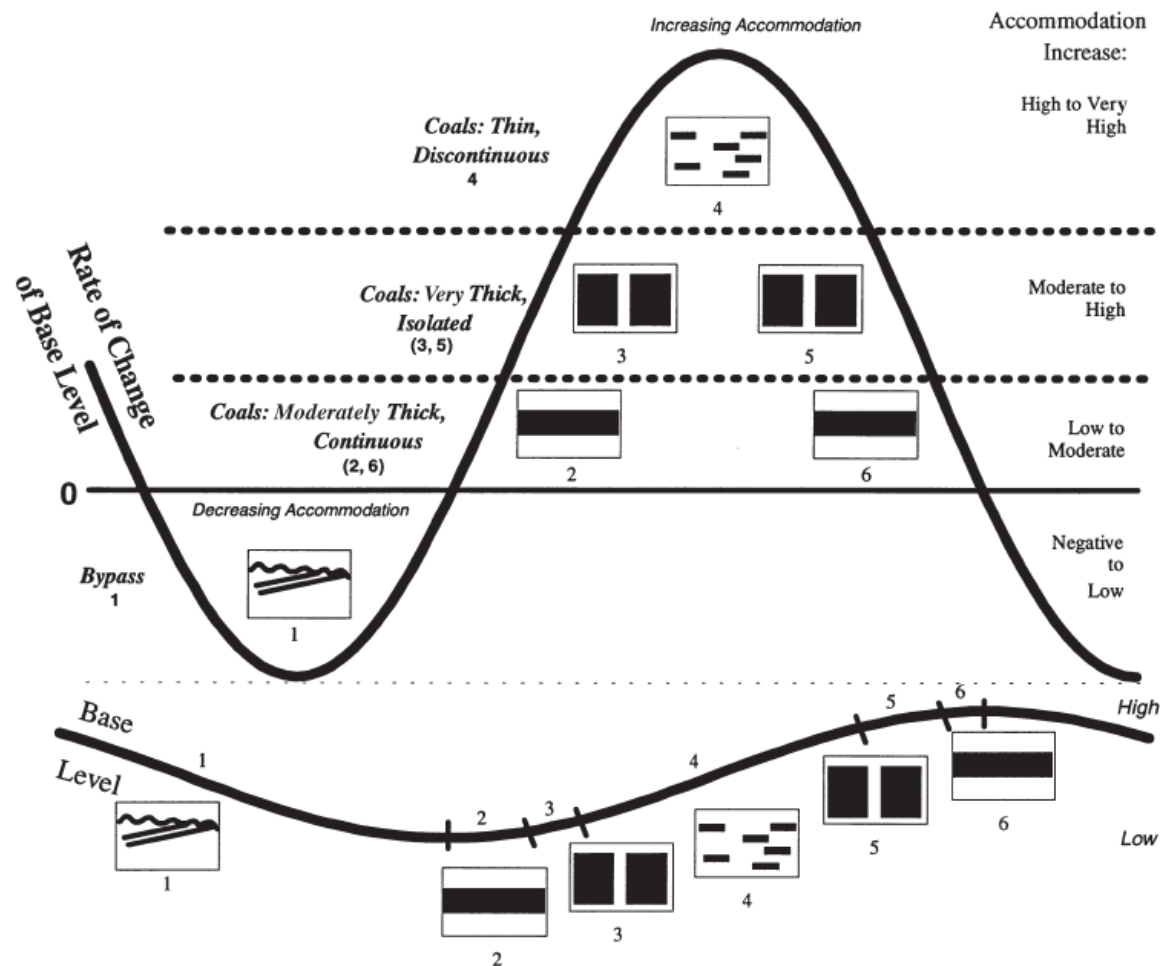 Increasing Accommodation
Accommodation
Increase:
High to Very
High
Coals: Thin,
Discontinuous
4
4
Rate of Change
of Base Level
Coals: Very Thick,
Isolated
(3, 5)
3
5
Moderate to
High
Coals: Moderately Thick,
Continuous
(2, 6)
2
6
Low to
Moderate
0
Decreasing Accommodation
Bypass
1
1
Negative
to
Low
Base
Level
1
2
3
4
5
6
High
Low
1
2
3
4
5
6